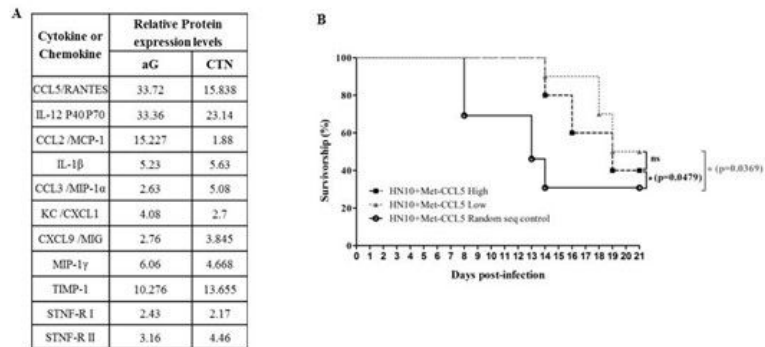 A
Cytokine or Chemokine
Relative Protein expression levels
aG CTN
CCL5/RANTES 33.72 15.838
IL-12 P40 P70 33.36 23.14
CCL2 /MCP-1 15.227 1.88
IL-1β 5.23 5.63
CCL3 /MIP-1α 2.63 5.08
KC /CXCL1 4.08 2.7
CXCL9 /MIG 2.76 3.845
MIP-1γ 6.06 4.668
TIMP-1 10.276 13.655
STNF-R I 2.43 2.17
STNF-R II 3.16 4.46
B
Survivorship (%)
100
80
60
40
20
0
HN10+Met-CCL5 High
HN10+Met-CCL5 Low
HN10+Met-CCL5 Random seq control
ns
* (p=0.0479)
* (p=0.0369)
0 1 2 3 4 5 6 7 8 9 10 11 12 13 14 15 16 17 18 19 20 21
Days post-infection